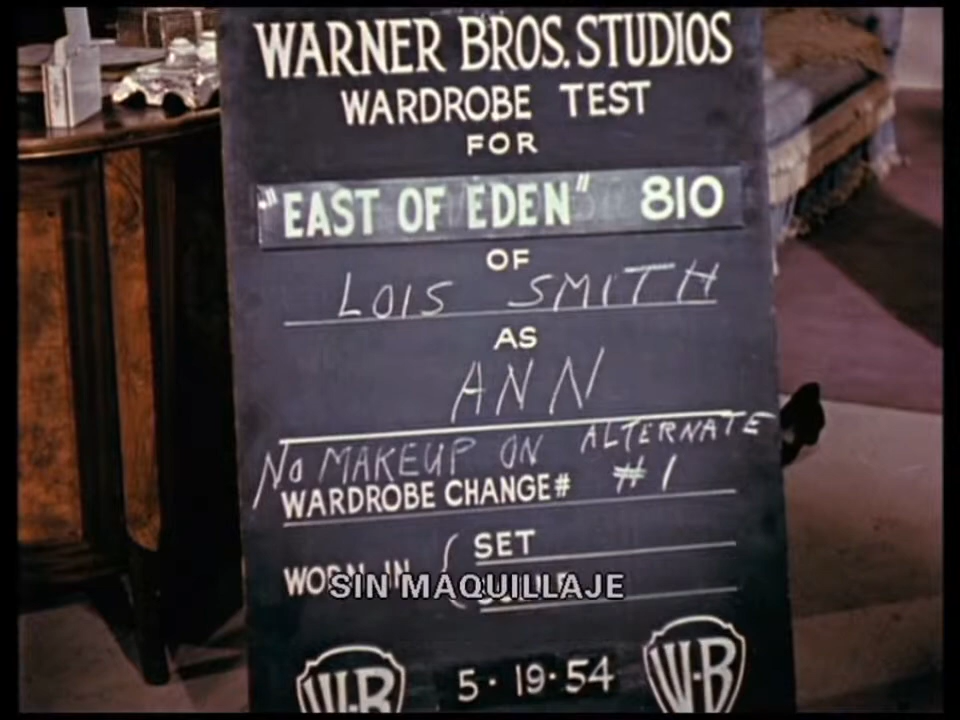 WARNER BROS. STUDIOS
WARDROBE TEST
FOR
"EAST OF EDEN" 810
OF
LOIS SMITH
AS
ANN
NO MAKEUP ON ALTERNATE
WARDROBE CHANGE# #1
SET
WORN IN
SIN MAQUILLAJE
W-B 5·19·54 W-B